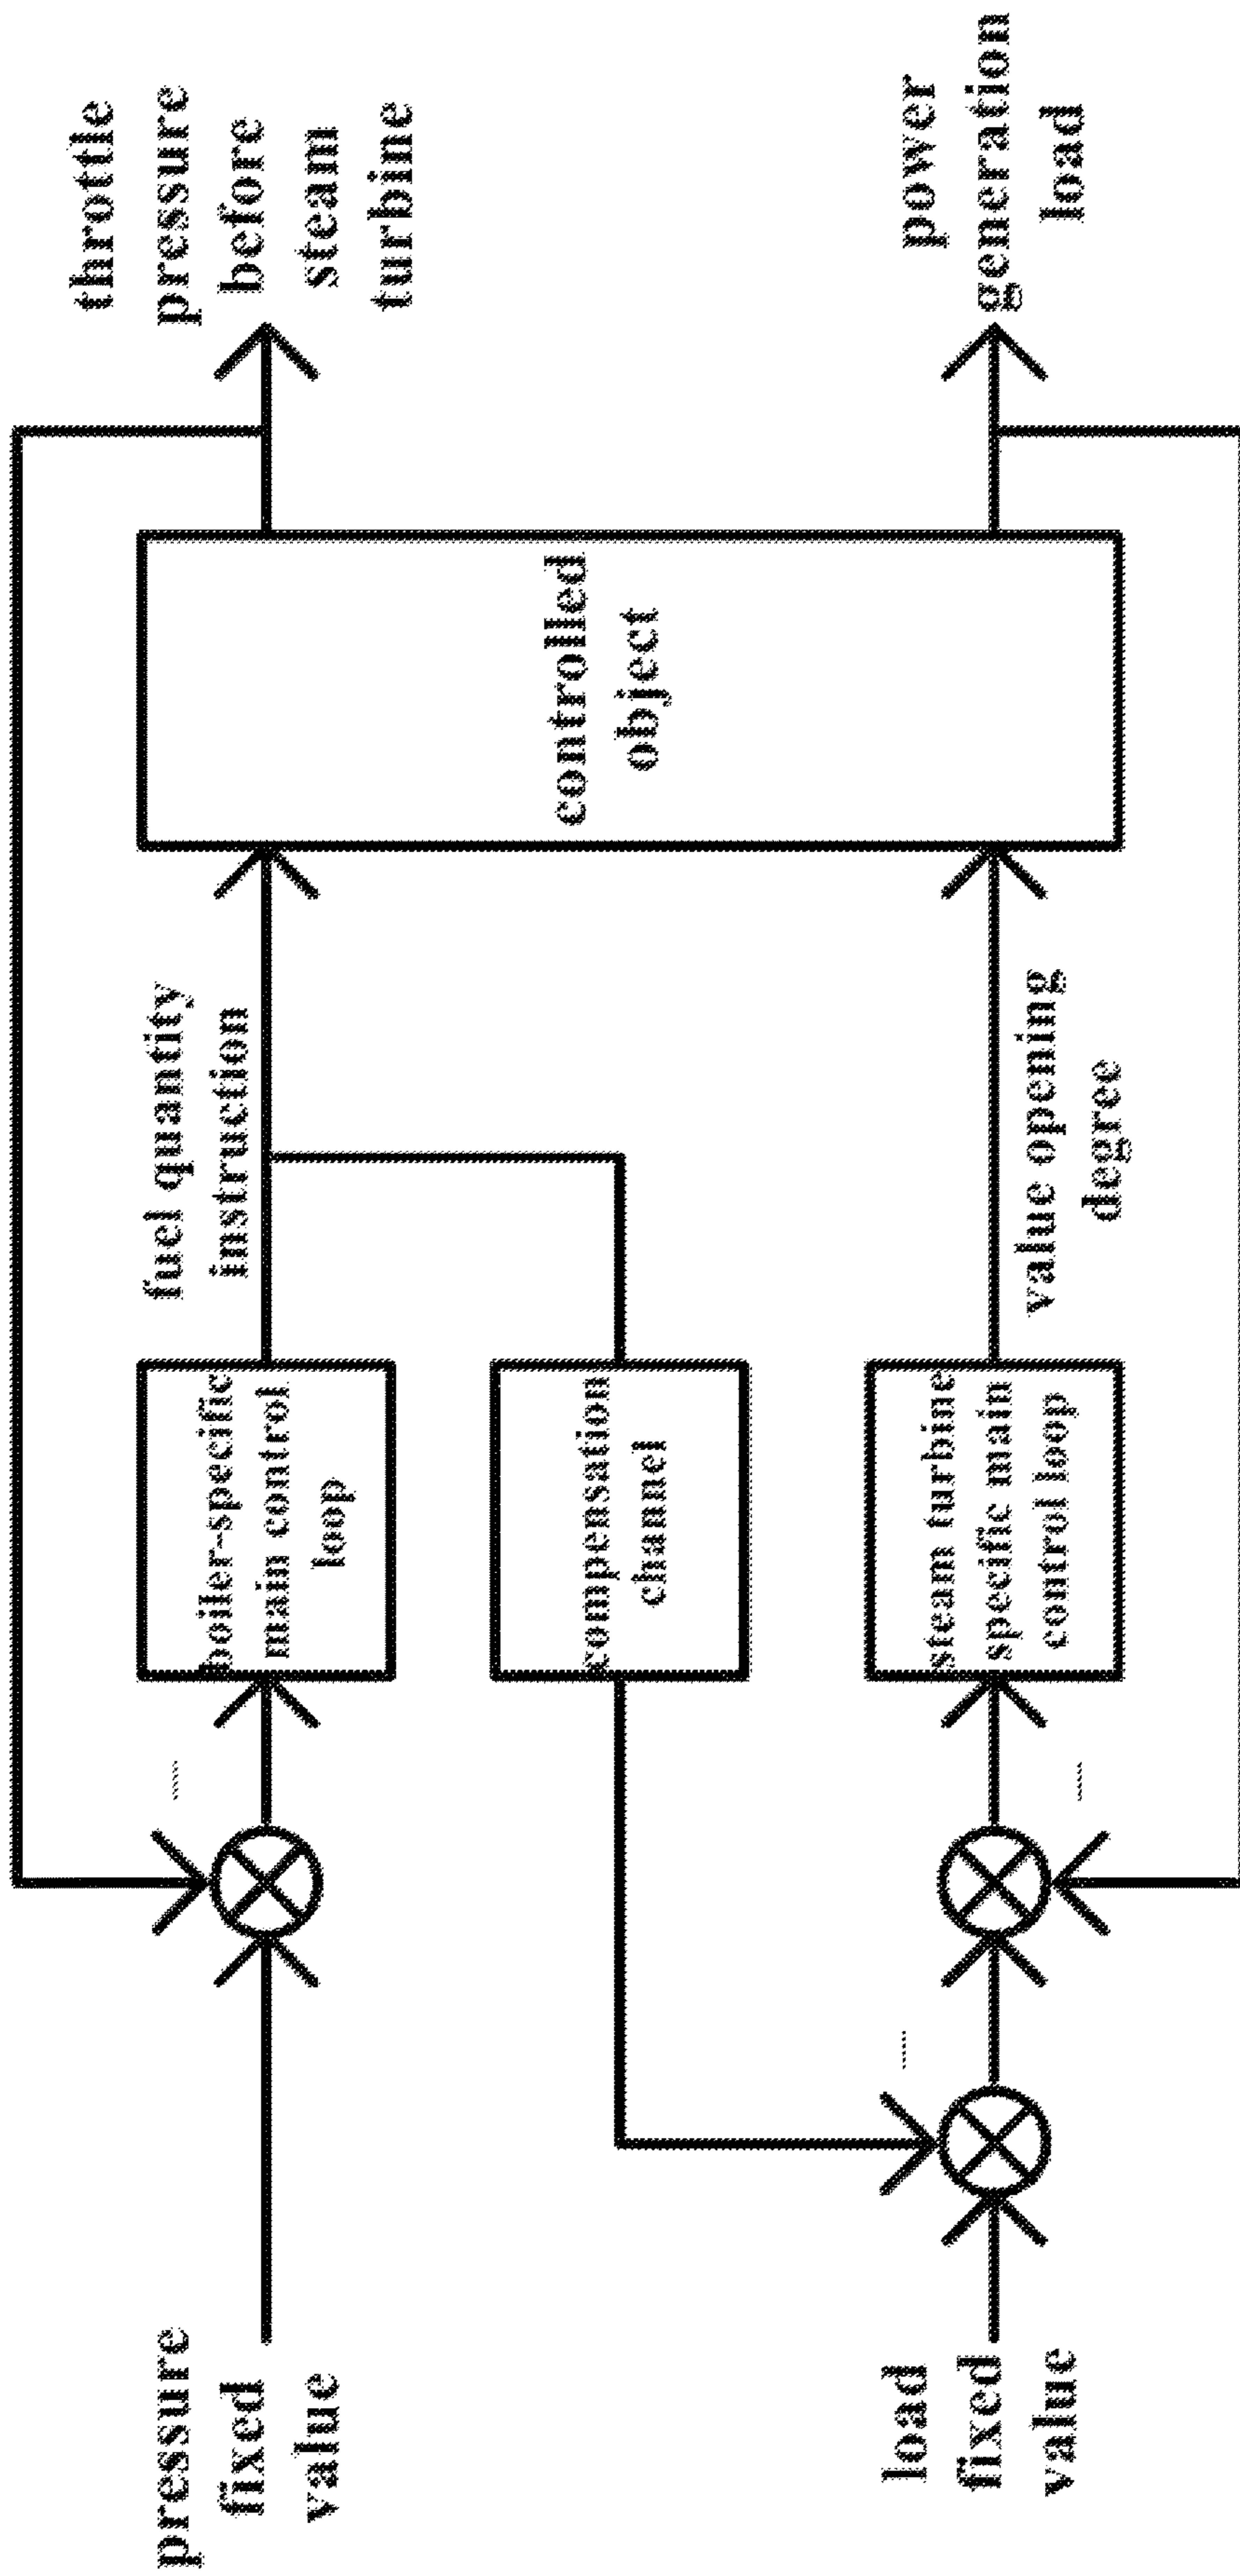 pressure
fixed
value
boiler-specific
main control
loop
fuel quantity
instruction
throttle
pressure
before
steam
turbine
compensation
channel
controlled
object
load
fixed
value
steam turbine
specific main
control loop
value opening
degree
power
generation
load